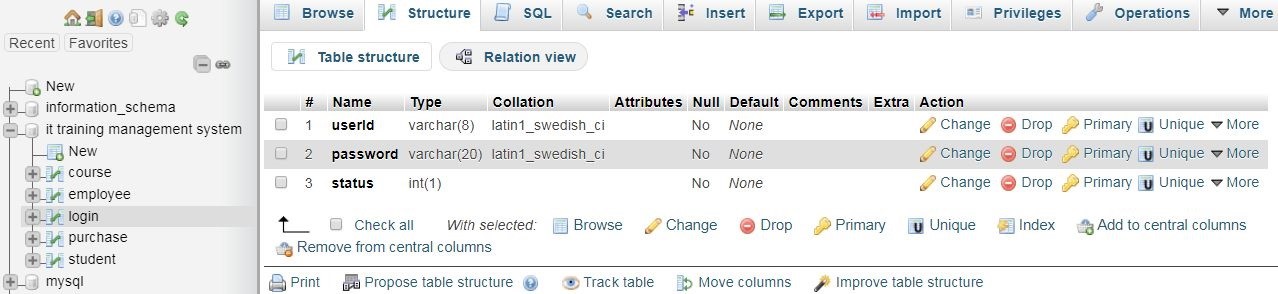 Browse Structure SQL Search Insert Export Import Privileges Operations More
Recent Favorites
Table structure Relation view
New
information_schema
it training management system
New
course
employee
login
purchase
student
mysql
# Name Type Collation Attributes Null Default Comments Extra Action
1 userId varchar(8) latin1_swedish_ci No None Change Drop Primary Unique More
2 password varchar(20) latin1_swedish_ci No None Change Drop Primary Unique More
3 status int(1) No None Change Drop Primary Unique More
Check all With selected: Browse Change Drop Primary Unique Index Add to central columns
Remove from central columns
Print Propose table structure Track table Move columns Improve table structure